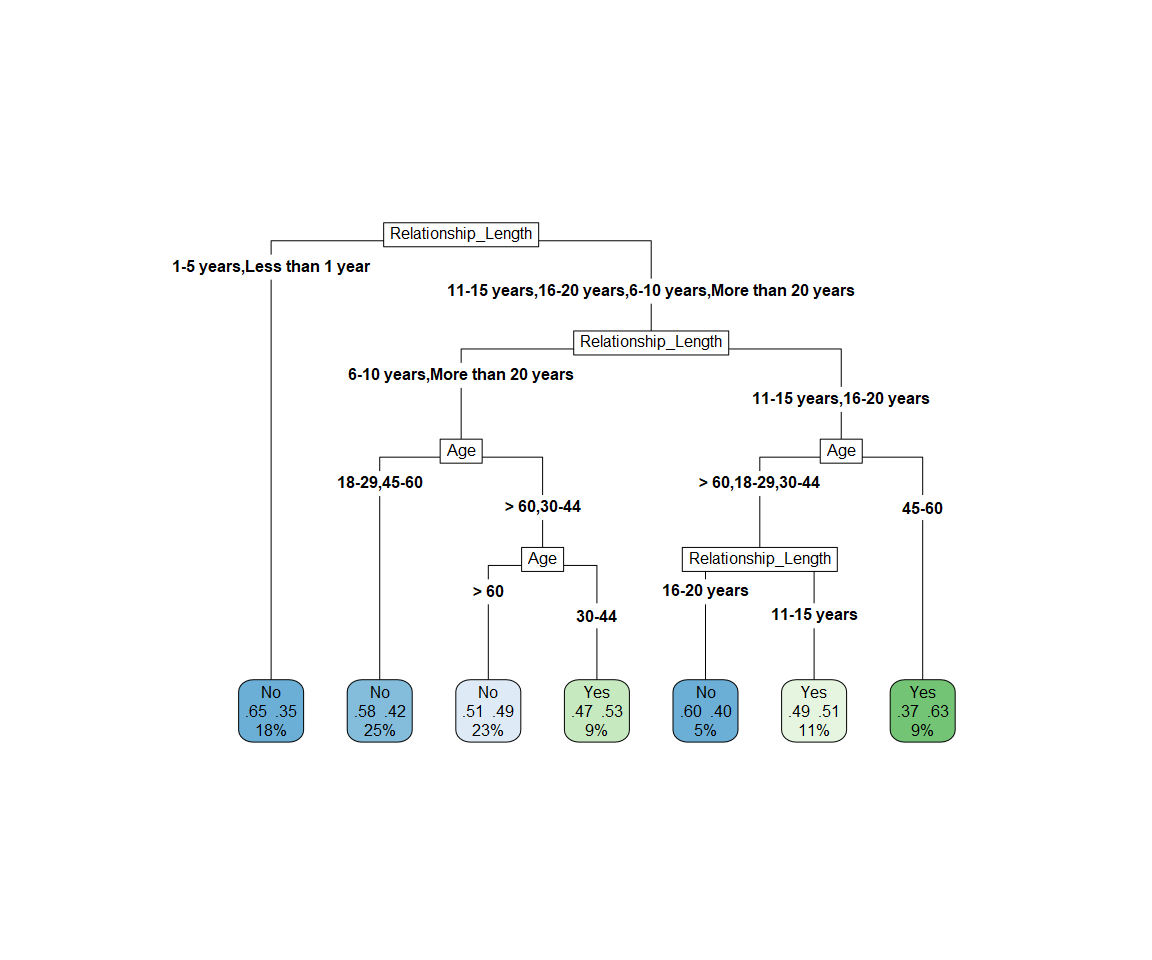 Relationship_Length
1-5 years,Less than 1 year
11-15 years,16-20 years,6-10 years,More than 20 years
Relationship_Length
6-10 years,More than 20 years
11-15 years,16-20 years
Age
Age
18-29,45-60
> 60,18-29,30-44
> 60,30-44
45-60
Age
Relationship_Length
> 60
16-20 years
30-44
11-15 years
No
.65 .35
18%
No
.58 .42
25%
No
.51 .49
23%
Yes
.47 .53
9%
No
.60 .40
5%
Yes
.49 .51
11%
Yes
.37 .63
9%